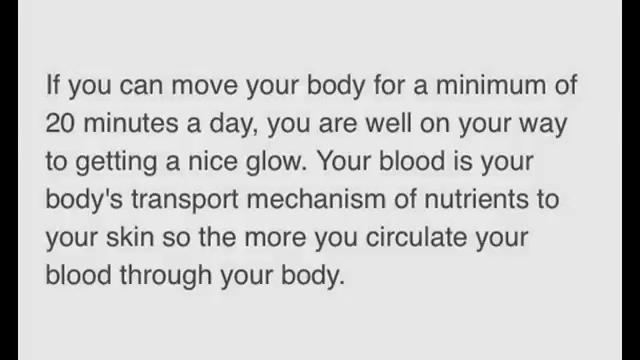 If you can move your body for a minimum of
20 minutes a day, you are well on your way
to getting a nice glow. Your blood is your
body's transport mechanism of nutrients to
your skin so the more you circulate your
blood through your body.